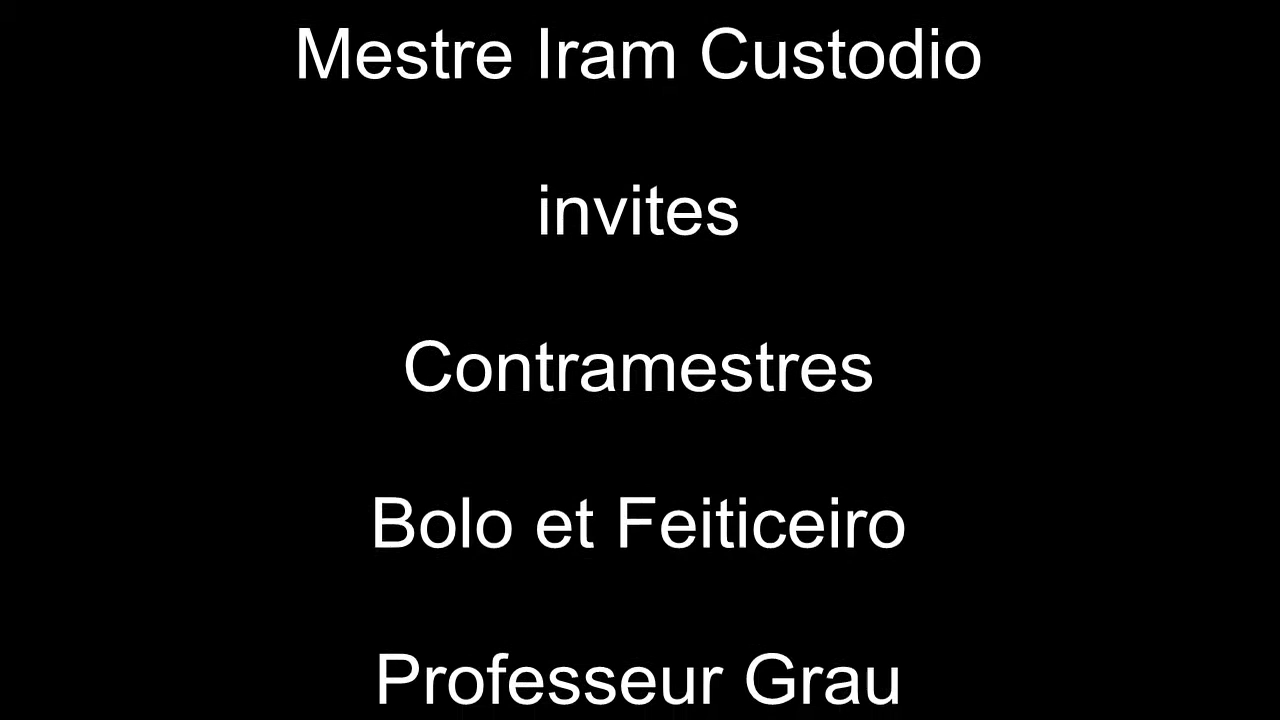 Mestre Iram Custodio
invites
Contramestres
Bolo et Feiticeiro
Professeur Grau